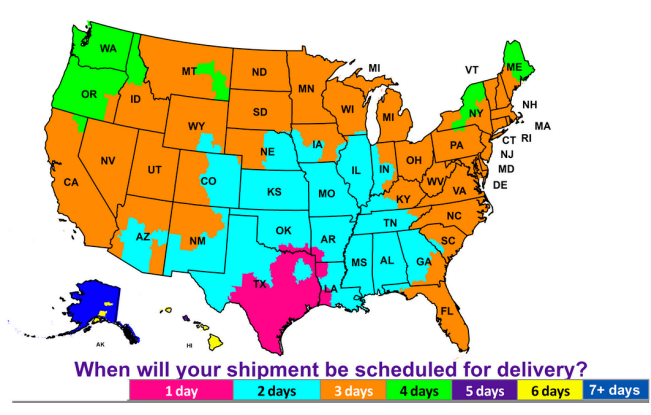 WA
MT
ND
MN
MI
VT
ME
OR
ID
SD
WI
MI
NY
NH
MA
WY
NE
IA
PA
CT
RI
NJ
NV
UT
CO
IL
IN
OH
MD
CA
KS
MO
KY
WV
VA
DE
AZ
NM
OK
AR
TN
NC
SC
TX
LA
MS
AL
GA
FL
AK
HI
When will your shipment be scheduled for delivery?
1 day 2 days 3 days 4 days 5 days 6 days 7+ days